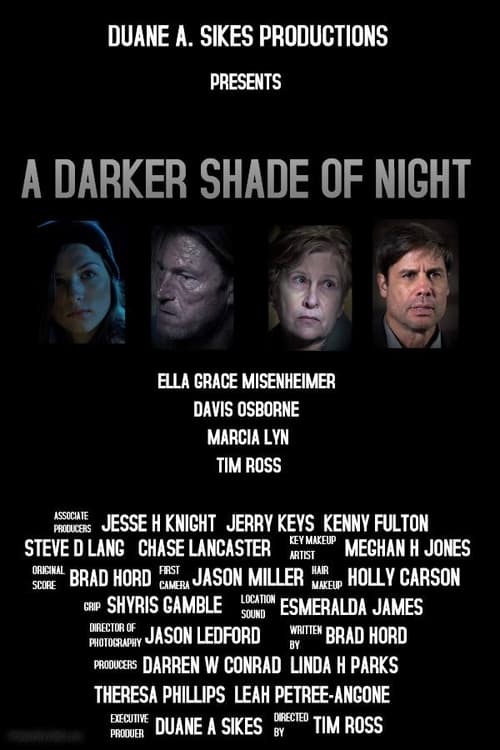 DUANE A. SIKES PRODUCTIONS
PRESENTS
A DARKER SHADE OF NIGHT
ELLA GRACE MISENHEIMER
DAVIS OSBORNE
MARCIA LYN
TIM ROSS
ASSOCIATE PRODUCERS JESSE H KNIGHT JERRY KEYS KENNY FULTON
STEVE D LANG CHASE LANCASTER KEY MAKEUP ARTIST MEGHAN H JONES
ORIGINAL SCORE BRAD HORD FIRST CAMERA JASON MILLER HAIR MAKEUP HOLLY CARSON
GRIP SHYRIS GAMBLE LOCATION SOUND ESMERALDA JAMES
DIRECTOR OF PHOTOGRAPHY JASON LEDFORD WRITTEN BY BRAD HORD
PRODUCERS DARREN W CONRAD LINDA H PARKS
THERESA PHILLIPS LEAH PETREE-ANGONE
EXECUTIVE PRODUER DUANE A SIKES DIRECTED BY TIM ROSS